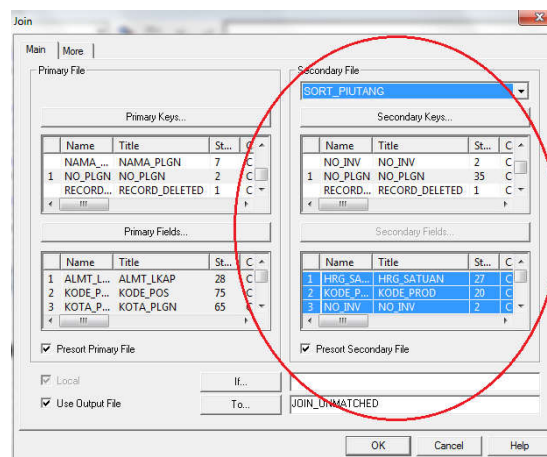 Join
Main More
Primary File
Secondary File
SORT_PIUTANG
Primary Keys...
Secondary Keys...
Name Title St... C
NAMA_... NAMA_PLGN 7 C
1 NO_PLGN NO_PLGN 2 C
RECORD... RECORD_DELETED 1 C
Name Title St... C
NO_INV NO_INV 2 C
1 NO_PLGN NO_PLGN 35 C
RECORD... RECORD_DELETED 1 C
Primary Fields...
Secondary Fields...
Name Title St... C
1 ALMT_L... ALMT_LKAP 28 C
2 KODE_P... KODE_POS 75 C
3 KOTA_P... KOTA_PLGN 65 C
Name Title St... C
1 HRG_SA... HRG_SATUAN 27 C
2 KODE_P... KODE_PROD 20 C
3 NO_INV NO_INV 2 C
Presort Primary File
Presort Secondary File
Local
If...
Use Output File
To...
JOIN_UNMATCHED
OK Cancel Help